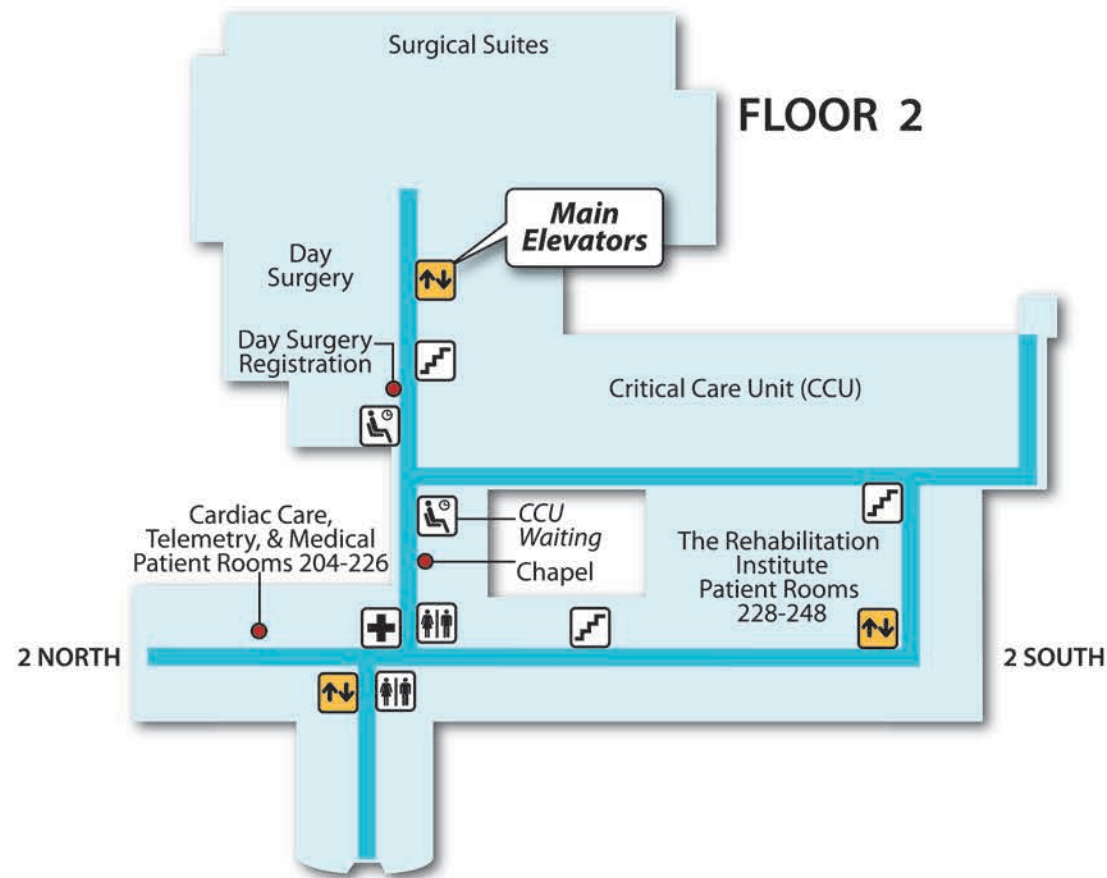 Surgical Suites
FLOOR 2
Main
Elevators
Day
Surgery
Day Surgery
Registration
Critical Care Unit (CCU)
Cardiac Care,
Telemetry, & Medical
Patient Rooms 204-226
CCU
Waiting
Chapel
The Rehabilitation
Institute
Patient Rooms
228-248
2 NORTH
2 SOUTH